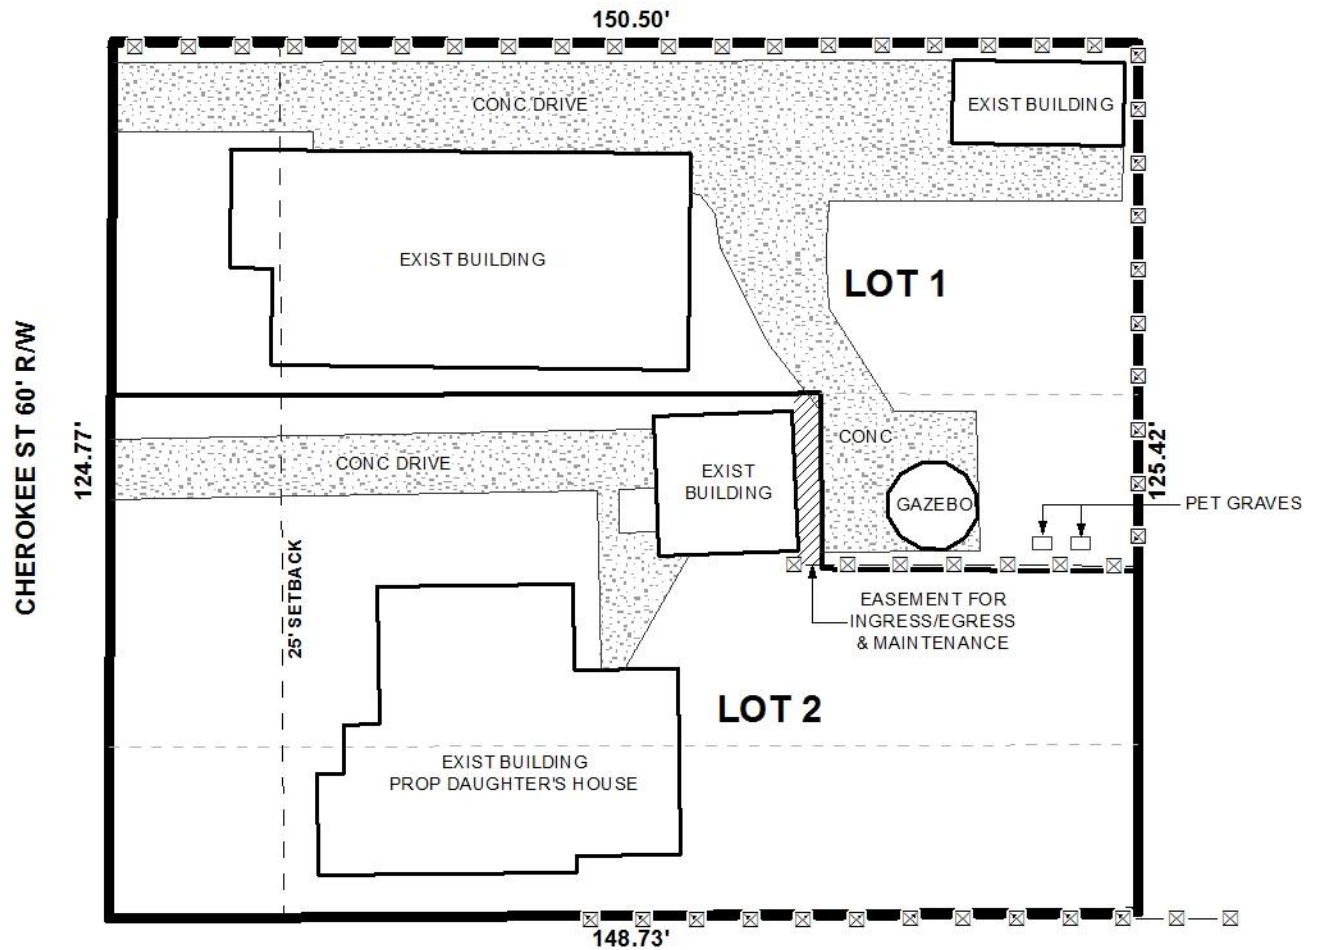 150.50'
CONC DRIVE
EXIST BUILDING
EXIST BUILDING
LOT 1
CHEROKEE ST 60' R/W
124.77'
125.42'
CONC DRIVE
EXIST
BUILDING
CONC
GAZEBO
PET GRAVES
25' SETBACK
EASEMENT FOR
INGRESS/EGRESS
& MAINTENANCE
LOT 2
EXIST BUILDING
PROP DAUGHTER'S HOUSE
148.73'